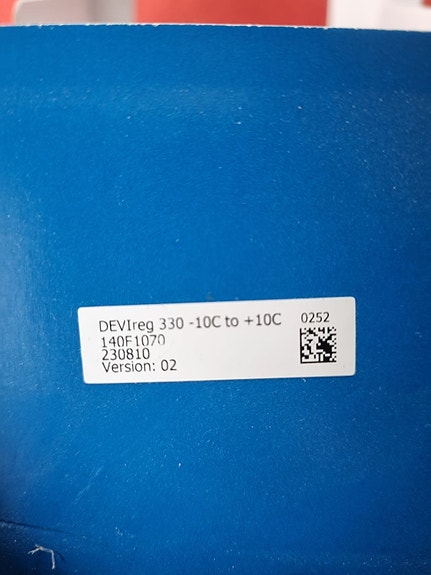 DEVIreg 330 -10C to +10C 0252
140F1070
230810
Version: 02